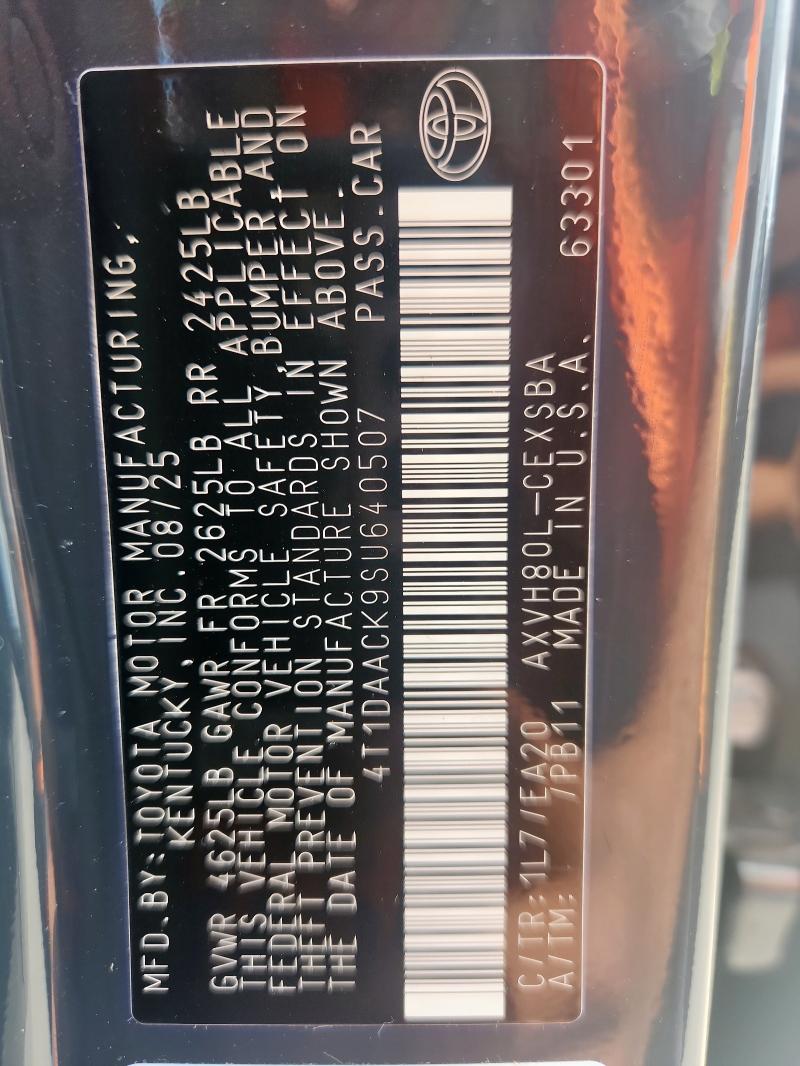 MFD.BY:TOYOTA MOTOR MANUFACTURING,
KENTUCKY, INC.08/25
GVWR 4625LB GAWR FR 2625LB RR 2425LB
THIS VEHICLE CONFORMS TO ALL APPLICABLE
FEDERAL MOTOR VEHICLE SAFETY,BUMPER AND
THEFT PREVENTION STANDARDS IN EFFECT ON
THE DATE OF MANUFACTURE SHOWN ABOVE.
4T1DAACK9SU640507 PASS.CAR
C/TR:1L7/EA20 AXVH80L-CEXSBA 63301
A/TM: /PB11 MADE IN U.S.A.